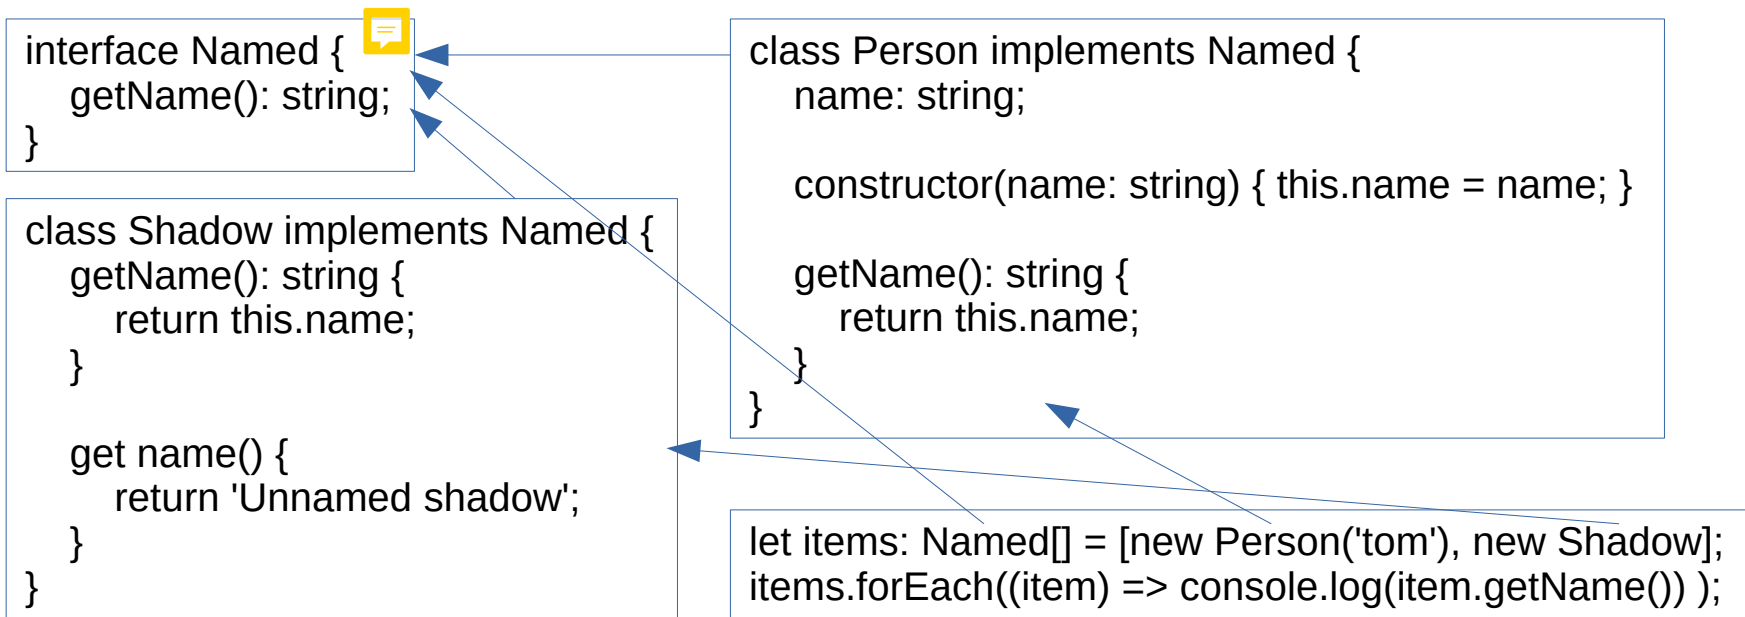 interface Named {
getName(): string;
}
class Shadow implements Named {
getName(): string {
return this.name;
}
get name() {
return 'Unnamed shadow';
}
}
class Person implements Named {
name: string;
constructor(name: string) { this.name = name; }
getName(): string {
return this.name;
}
}
let items: Named[] = [new Person('tom'), new Shadow];
items.forEach((item) => console.log(item.getName()) );